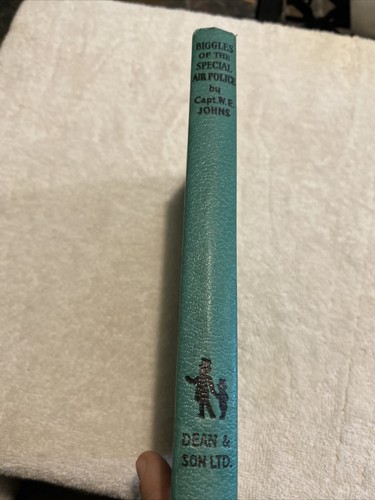 BIGGLES
OF THE
SPECIAL
AIR POLICE
by
Capt. W. E.
JOHNS
DEAN &
SON LTD.